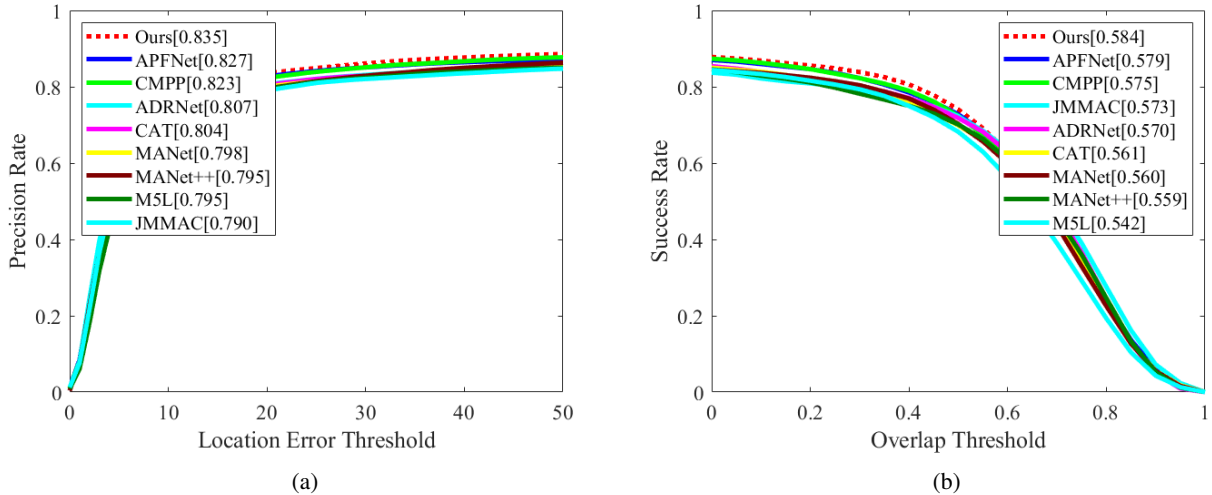 1
0.8
0.6
0.4
0.2
0
Precision Rate
Ours[0.835]
APFNet[0.827]
CMPP[0.823]
ADRNet[0.807]
CAT[0.804]
MANet[0.798]
MANet++[0.795]
M5L[0.795]
JMMAC[0.790]
0 10 20 30 40 50
Location Error Threshold
(a)
1
0.8
0.6
0.4
0.2
0
Success Rate
Ours[0.584]
APFNet[0.579]
CMPP[0.575]
JMMAC[0.573]
ADRNet[0.570]
CAT[0.561]
MANet[0.560]
MANet++[0.559]
M5L[0.542]
0 0.2 0.4 0.6 0.8 1
Overlap Threshold
(b)